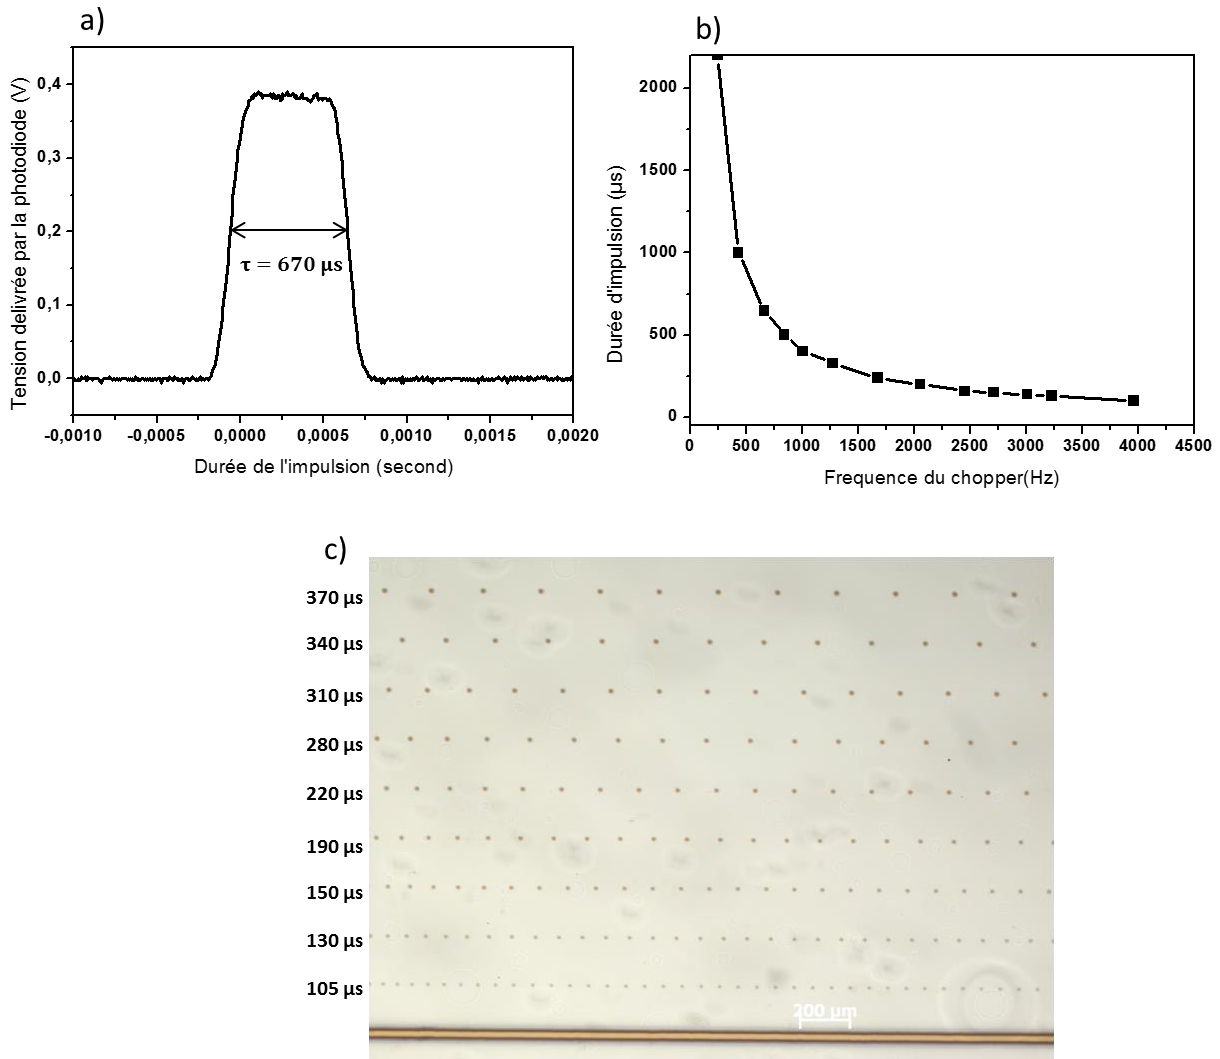 a)
Tension delivrée par la photodiode (V)
0,4
0,3
0,2
0,1
0,0
τ = 670 μs
-0,0010 -0,0005 0,0000 0,0005 0,0010 0,0015 0,0020
Durée de l'impulsion (second)
b)
Durée d'impulsion (µs)
2000
1500
1000
500
0
0 500 1000 1500 2000 2500 3000 3500 4000 4500
Frequence du chopper(Hz)
c)
370 µs
340 µs
310 µs
280 µs
220 µs
190 µs
150 µs
130 µs
105 µs
200 µm